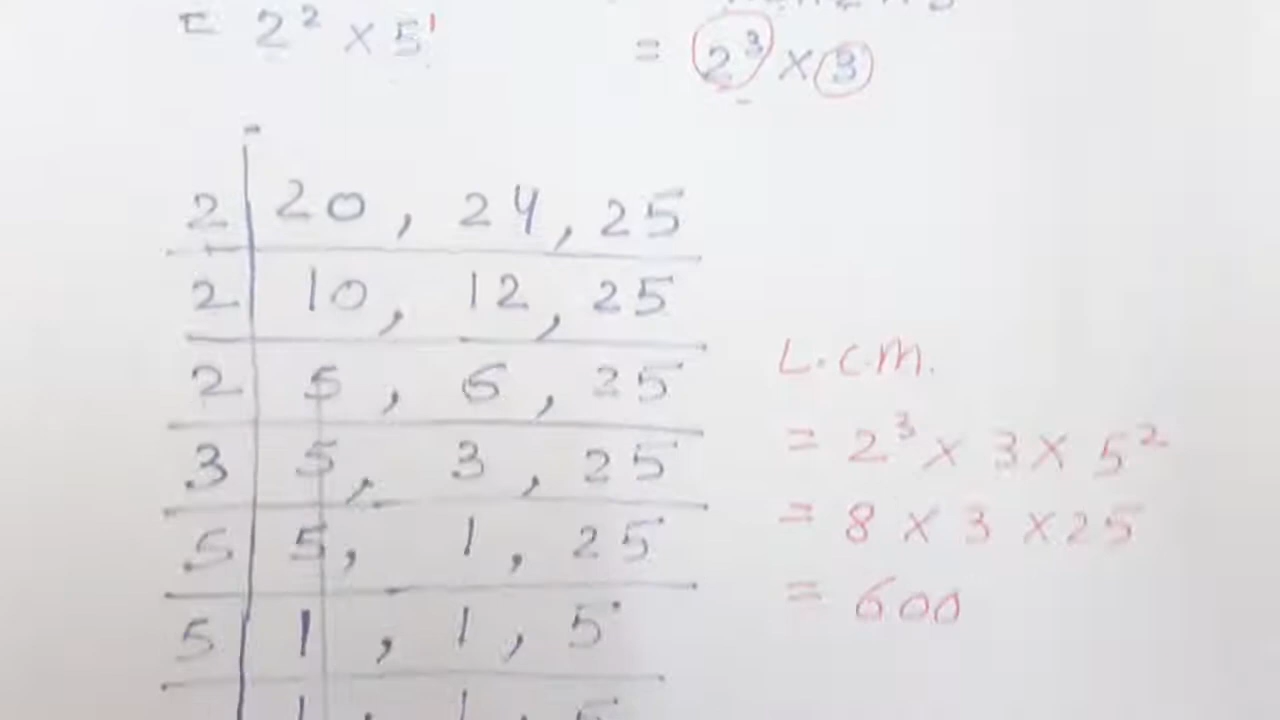 = 2² × 5¹
= 2³ × 3
2 | 20, 24, 25
2 | 10, 12, 25
2 | 5, 6, 25
3 | 5, 3, 25
5 | 5, 1, 25
5 | 1, 1, 5
L.C.M.
= 2³ × 3 × 5²
= 8 × 3 × 25
= 600